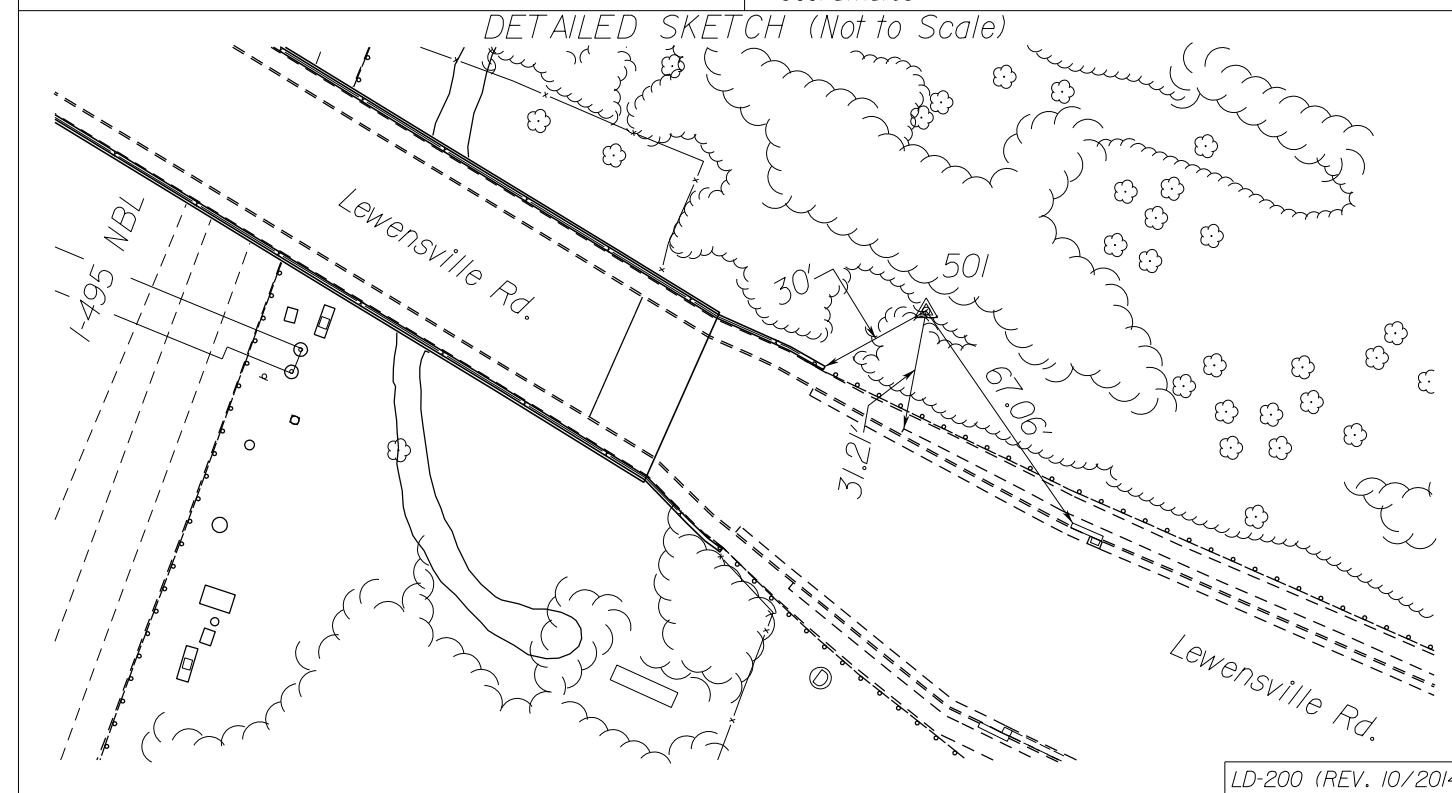 DETAILED SKETCH (Not to Scale)
Lewensville Rd.
I-495 NBL
501
30'
31.21'
67.06'
P
D
Lewensville Rd.
LD-200 (REV. 10/2014